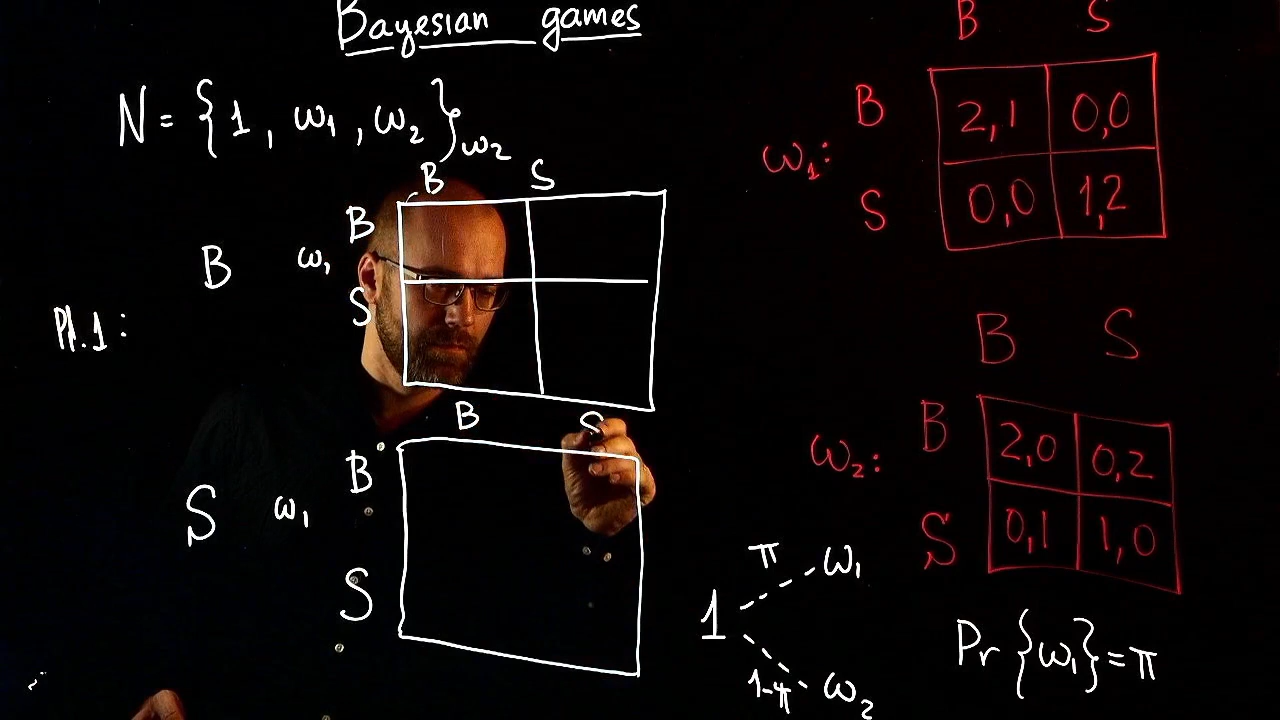 Bayesian games
N = {1, ω₁, ω₂}
ω₂
B S
B
B ω₁
S
Pl.1:
B S
B
S ω₁
S
π ω₁
1
1-π ω₂
B S
B 2,1 0,0
ω₁:
S 0,0 1,2
B S
B 2,0 0,2
ω₂:
S 0,1 1,0
Pr {ω₁} = π